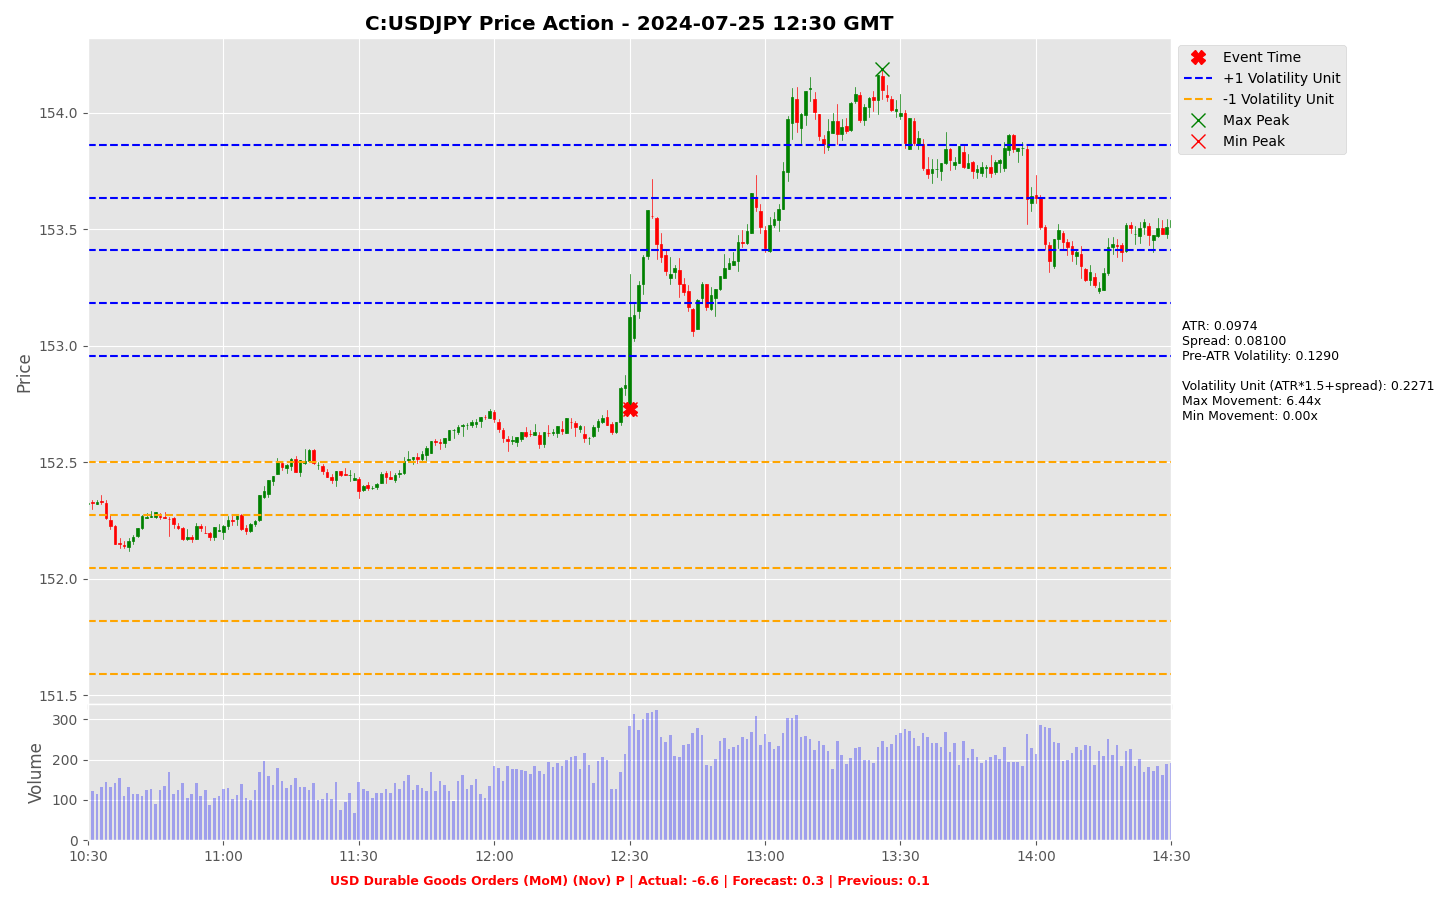 C:USDJPY Price Action - 2024-07-25 12:30 GMT
Event Time
+1 Volatility Unit
-1 Volatility Unit
Max Peak
Min Peak
Price
154.0
153.5
153.0
152.5
152.0
151.5
ATR: 0.0974
Spread: 0.08100
Pre-ATR Volatility: 0.1290
Volatility Unit (ATR*1.5+spread): 0.2271
Max Movement: 6.44x
Min Movement: 0.00x
Volume
300
200
100
0
10:30 11:00 11:30 12:00 12:30 13:00 13:30 14:00 14:30
USD Durable Goods Orders (MoM) (Nov) P | Actual: -6.6 | Forecast: 0.3 | Previous: 0.1